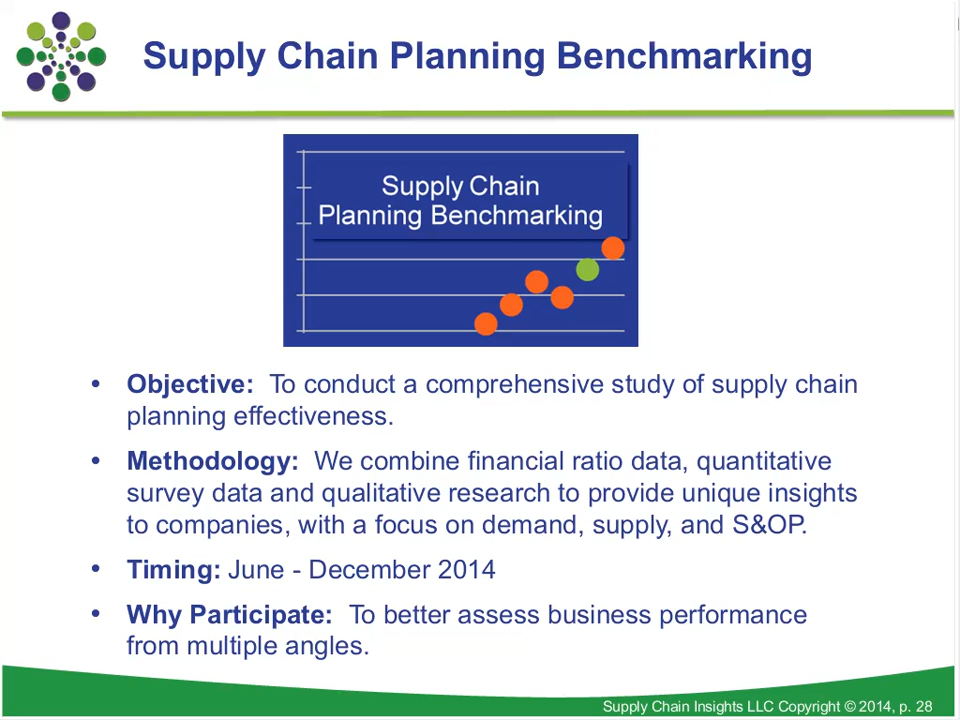 Supply Chain Planning Benchmarking
Supply Chain
Planning Benchmarking
• Objective: To conduct a comprehensive study of supply chain
planning effectiveness.
• Methodology: We combine financial ratio data, quantitative
survey data and qualitative research to provide unique insights
to companies, with a focus on demand, supply, and S&OP.
• Timing: June - December 2014
• Why Participate: To better assess business performance
from multiple angles.
Supply Chain Insights LLC Copyright © 2014, p. 28